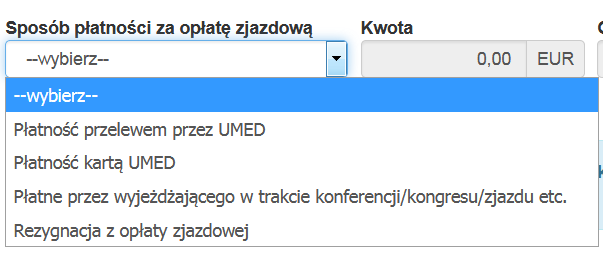 Sposób płatności za opłatę zjazdową Kwota
--wybierz-- 0,00 EUR
--wybierz--
Płatność przelewem przez UMED
Płatność kartą UMED
Płatne przez wyjeżdżającego w trakcie konferencji/kongresu/zjazdu etc.
Rezygnacja z opłaty zjazdowej